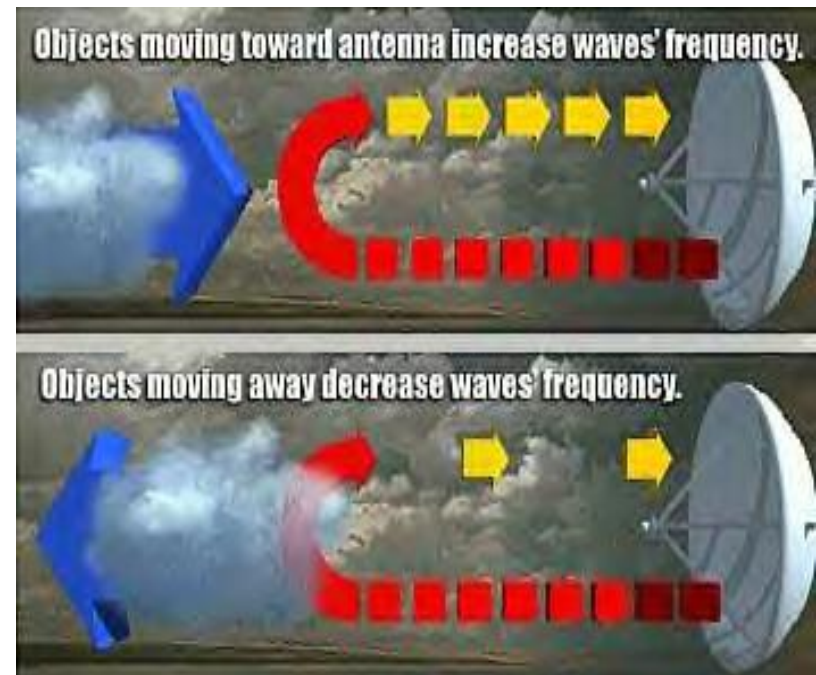 Objects moving toward antenna increase waves' frequency.
Objects moving away decrease waves' frequency.